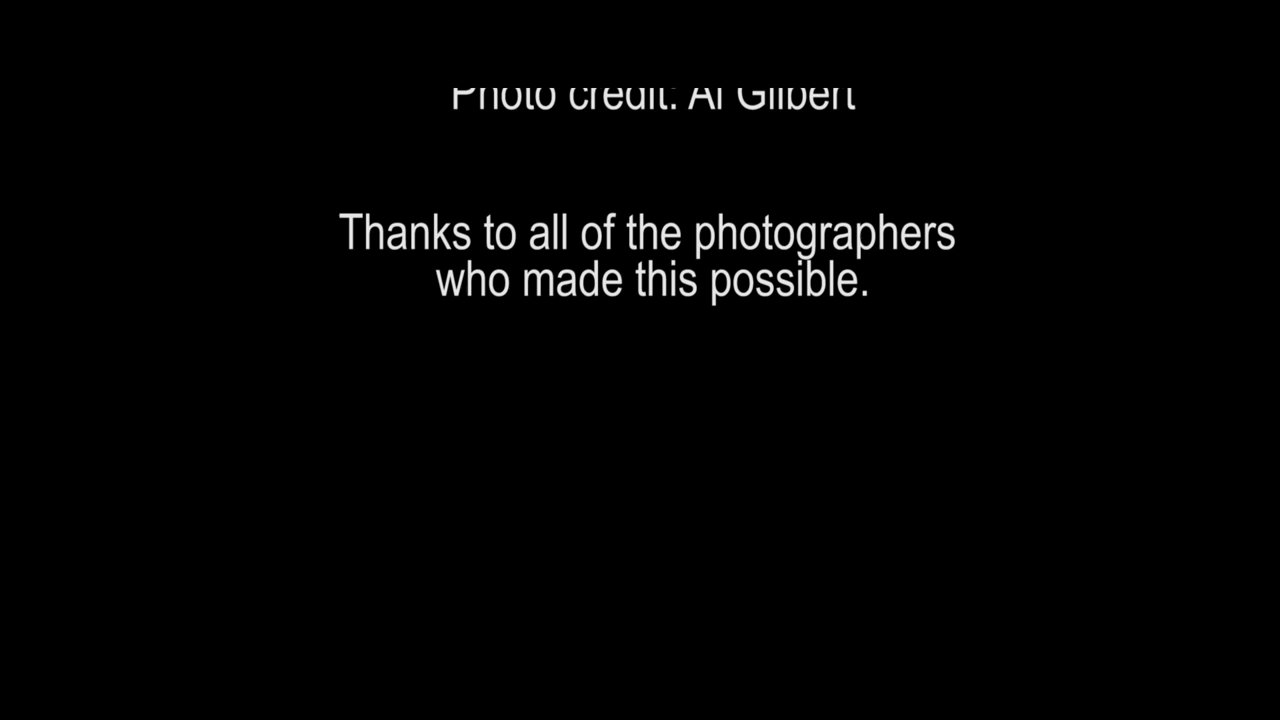 Photo credit: Al Gilbert
Thanks to all of the photographers
who made this possible.